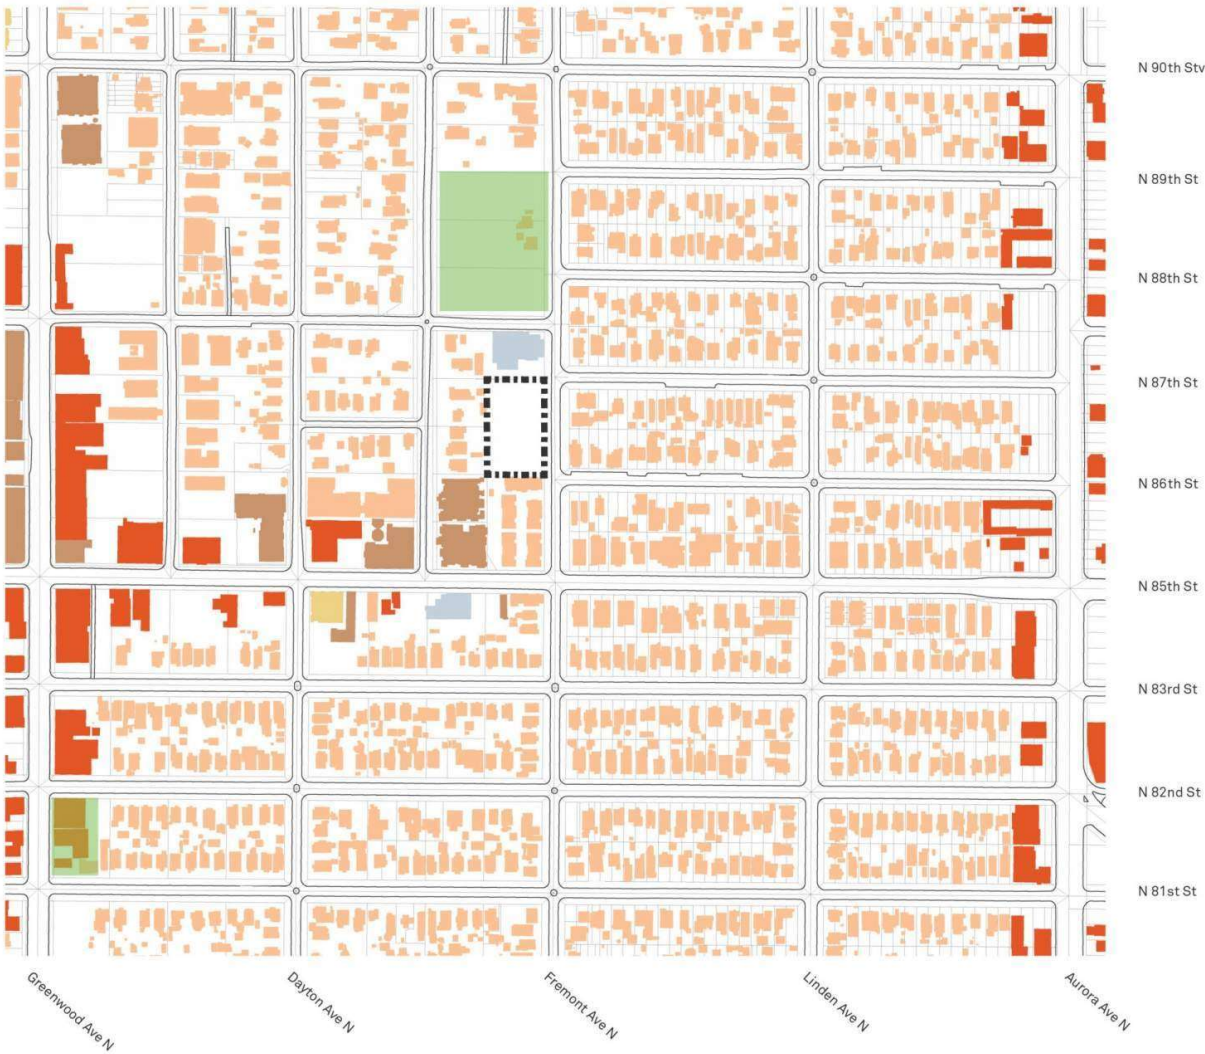 N 90th Stv
N 89th St
N 88th St
N 87th St
N 86th St
N 85th St
N 83rd St
N 82nd St
N 81st St
Greenwood Ave N
Dayton Ave N
Fremont Ave N
Linden Ave N
Aurora Ave N